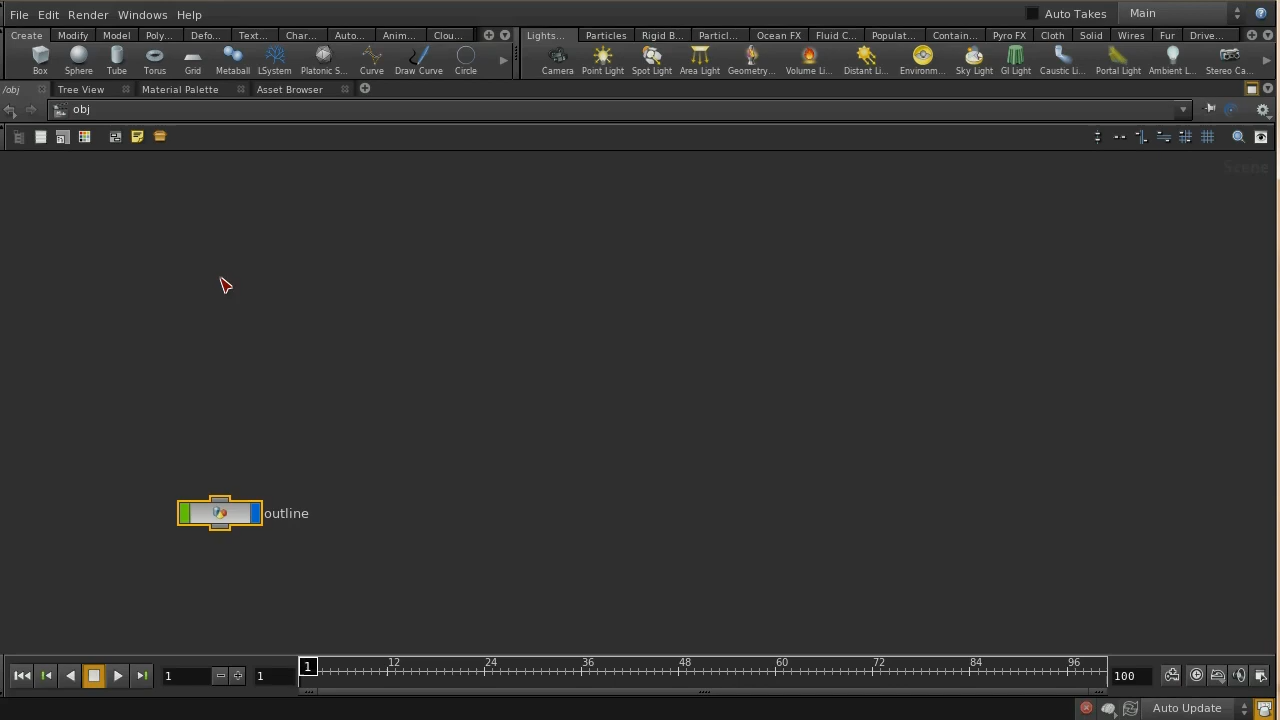 File Edit Render Windows Help Auto Takes Main
Create Modify Model Poly... Defo... Text... Char... Auto... Anim... Clou... Lights... Particles Rigid B... Particl... Ocean FX Fluid C... Populat... Contain... Pyro FX Cloth Solid Wires Fur Drive...
Box Sphere Tube Torus Grid Metaball LSystem Platonic S... Curve Draw Curve Circle Camera Point Light Spot Light Area Light Geometry... Volume Li... Distant Li... Environm... Sky Light GI Light Caustic Li... Portal Light Ambient L... Stereo Ca...
/obj Tree View Material Palette Asset Browser
obj
Scene
outline
1 1 1 12 24 36 48 60 72 84 96 100
Auto Update